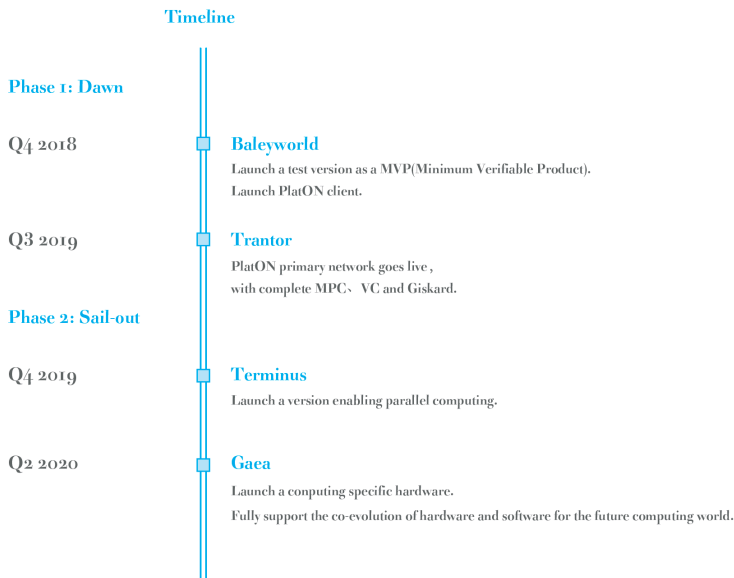 Timeline
Phase 1: Dawn
Q4 2018
Baleyworld
Launch a test version as a MVP(Minimum Verifiable Product).
Launch PlatON client.
Q3 2019
Trantor
PlatON primary network goes live ,
with complete MPC、VC and Giskard.
Phase 2: Sail-out
Q4 2019
Terminus
Launch a version enabling parallel computing.
Q2 2020
Gaea
Launch a conputing specific hardware.
Fully support the co-evolution of hardware and software for the future computing world.